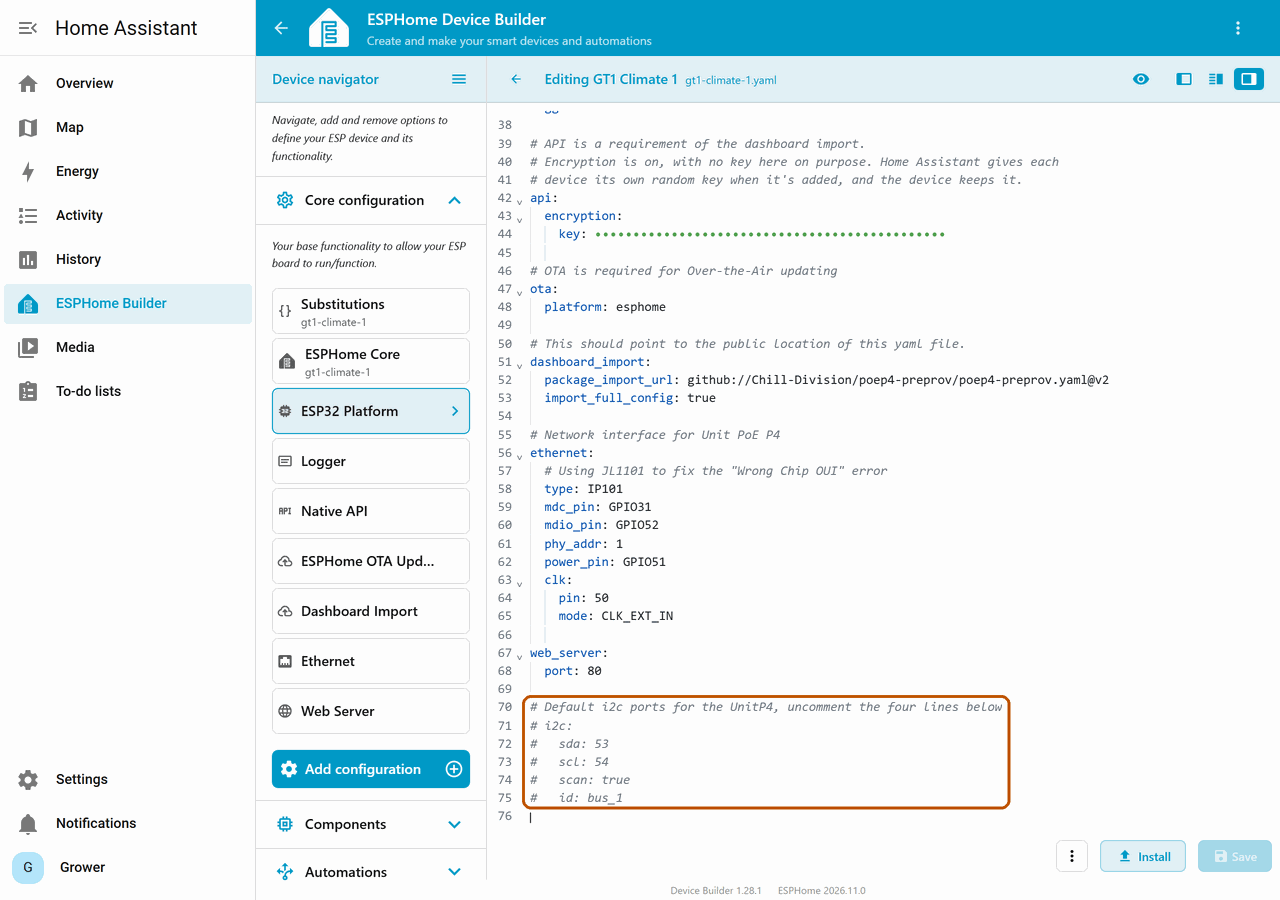 Home Assistant
Overview
Map
Energy
Activity
History
ESPHome Builder
Media
To-do lists
Settings
Notifications
G
Grower
ESPHome Device Builder
Create and make your smart devices and automations
Device navigator
Navigate, add and remove options to
define your ESP device and its
functionality.
Core configuration
Your base functionality to allow your ESP
board to run/function.
{} Substitutions
gt1-climate-1
ESPHome Core
gt1-climate-1
ESP32 Platform
Logger
API Native API
ESPHome OTA Upd...
Dashboard Import
Ethernet
Web Server
Add configuration
Components
Automations
Editing GT1 Climate 1 gt1-climate-1.yaml
38
39 # API is a requirement of the dashboard import.
40 # Encryption is on, with no key here on purpose. Home Assistant gives each
41 # device its own random key when it's added, and the device keeps it.
42 api:
43   encryption:
44     key: •••••••••••••••••••••••••••••••••••••••••••
45
46 # OTA is required for Over-the-Air updating
47 ota:
48   platform: esphome
49
50 # This should point to the public location of this yaml file.
51 dashboard_import:
52   package_import_url: github://Chill-Division/poep4-preprov/poep4-preprov.yaml@v2
53   import_full_config: true
54
55 # Network interface for Unit PoE P4
56 ethernet:
57   # Using JL1101 to fix the "Wrong Chip OUI" error
58   type: IP101
59   mdc_pin: GPIO31
60   mdio_pin: GPIO52
61   phy_addr: 1
62   power_pin: GPIO51
63   clk:
64     pin: 50
65     mode: CLK_EXT_IN
66
67 web_server:
68   port: 80
69
70 # Default i2c ports for the UnitP4, uncomment the four lines below
71 # i2c:
72 #   sda: 53
73 #   scl: 54
74 #   scan: true
75 #   id: bus_1
76
Install
Save
Device Builder 1.28.1 ESPHome 2026.11.0